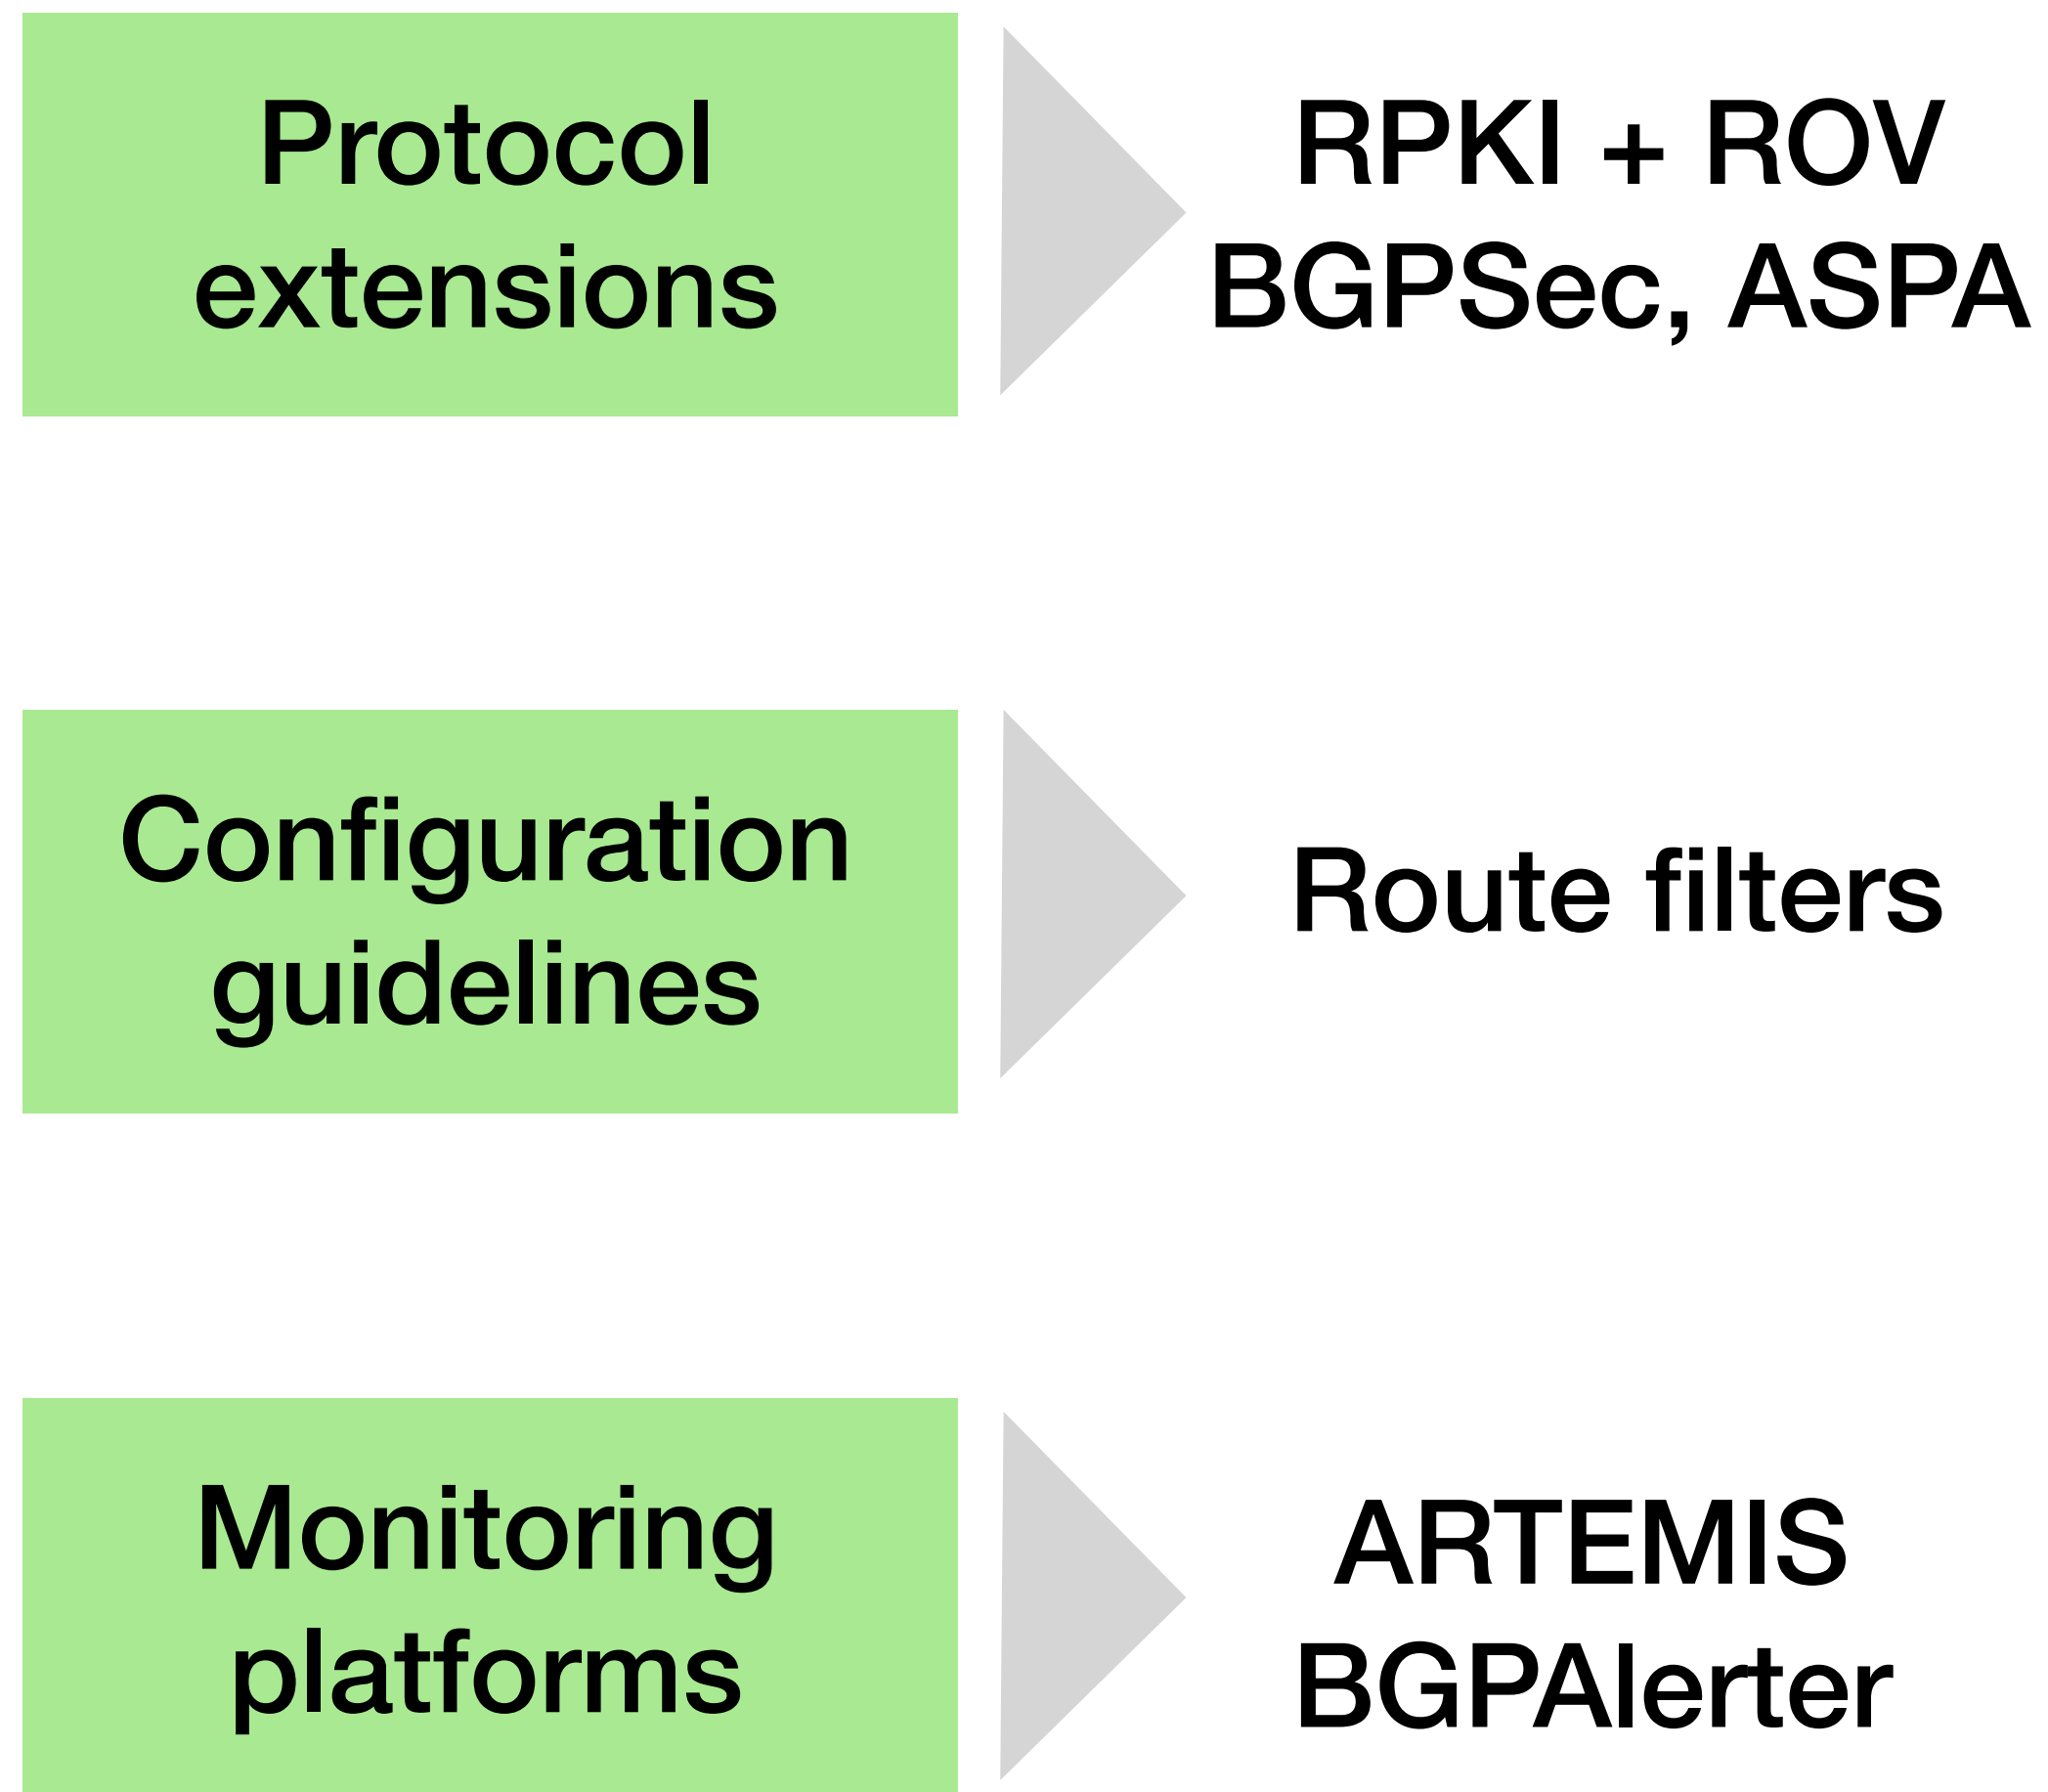 Protocol
extensions
RPKI + ROV
BGPSec, ASPA
Configuration
guidelines
Route filters
Monitoring
platforms
ARTEMIS
BGPAlerter